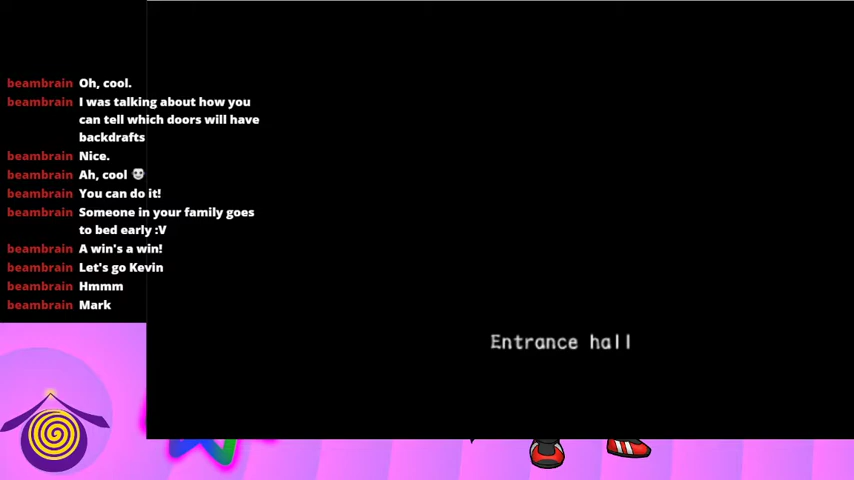 beambrain Oh, cool.
beambrain I was talking about how you
can tell which doors will have
backdrafts
beambrain Nice.
beambrain Ah, cool
beambrain You can do it!
beambrain Someone in your family goes
to bed early :V
beambrain A win's a win!
beambrain Let's go Kevin
beambrain Hmmm
beambrain Mark
Entrance hall